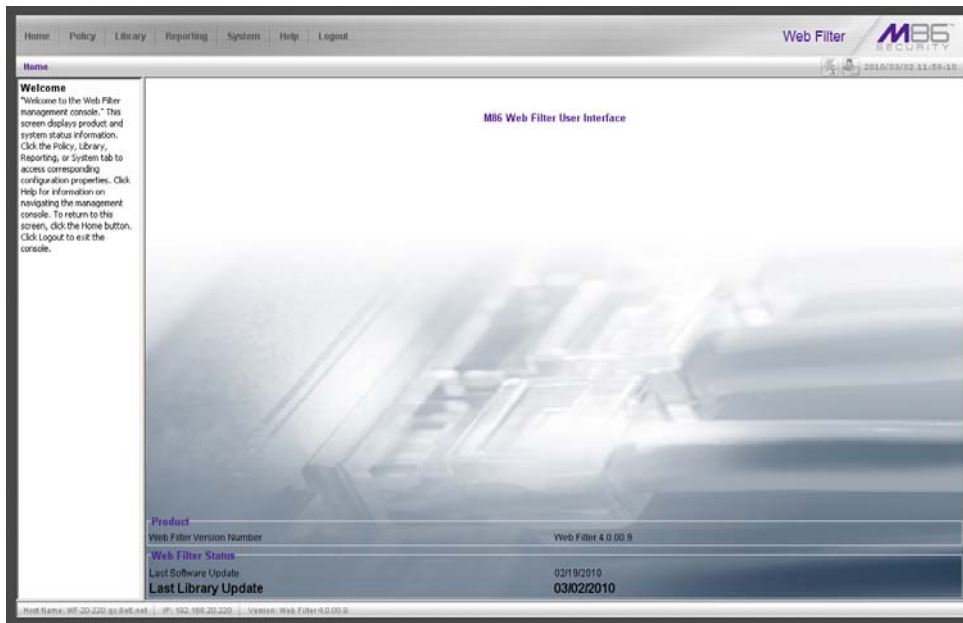 Home Policy Library Reporting System Help Logout
Web Filter
M86
SECURITY
Home
2010/03/02
Welcome
"Welcome to the Web Filter
management console." This
screen displays product and
system status information.
Click the Policy, Library,
Reporting, or System tab to
access corresponding
configuration properties. Click
Help for information on
navigating the management
console. To return to this
screen, click the Home button.
Click Logout to exit the
console.
M86 Web Filter User Interface
Product
Web Filter Version Number Web Filter 4.0.00.9
Web Filter Status
Last Software Update 02/19/2010
Last Library Update 03/02/2010
Host Name: IP: 192.168.20.220 Version: Web Filter 4.0.00.9